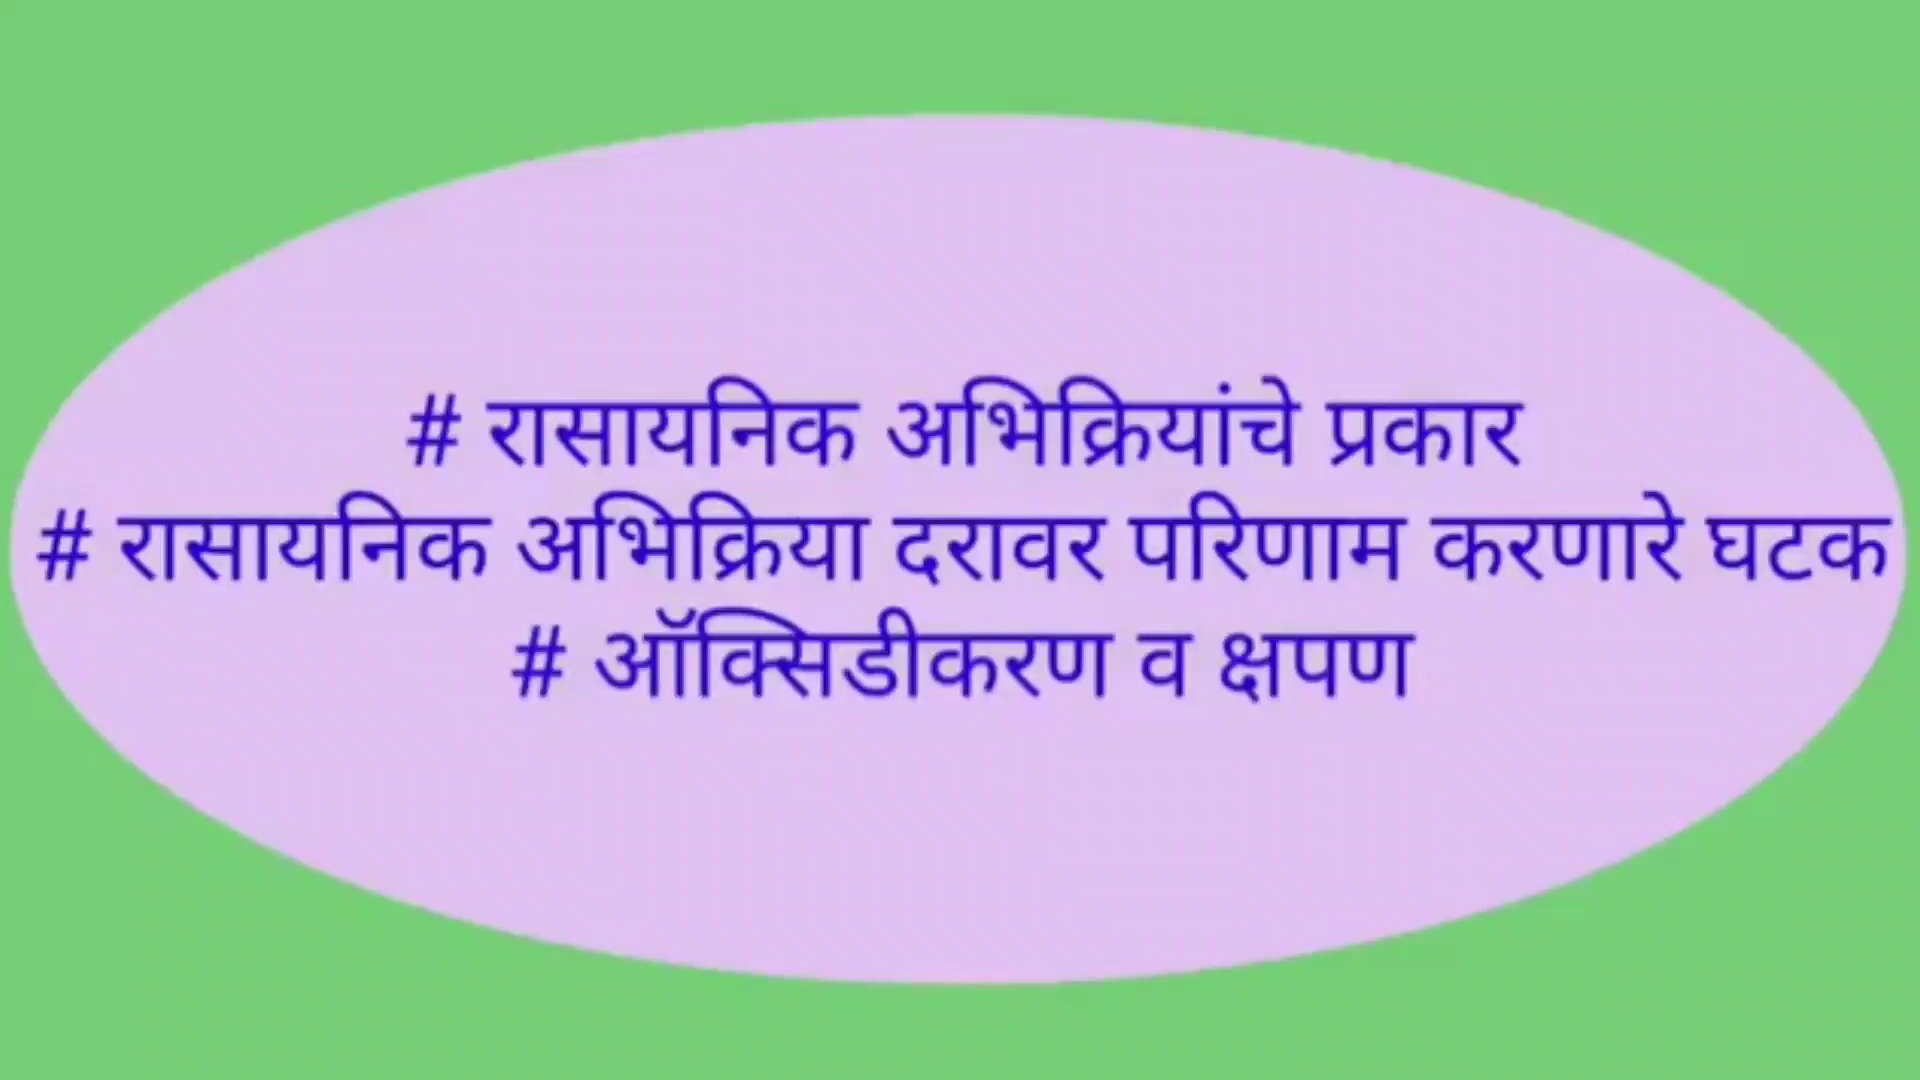 # रासायनिक अभिक्रियांचे प्रकार
# रासायनिक अभिक्रिया दरावर परिणाम करणारे घटक
# ऑक्सिडीकरण व क्षपण